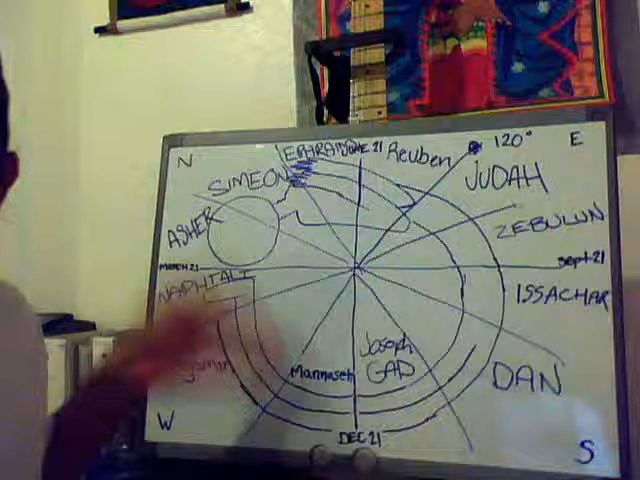 N
EPHRAIM
JUNE 21
Reuben
120°
E
SIMEON
JUDAH
ASHER
ZEBULUN
MARCH 21
Sept 21
NAPHTALI
ISSACHAR
Joseph
Mannaseh
GAD
DAN
W
DEC 21
S